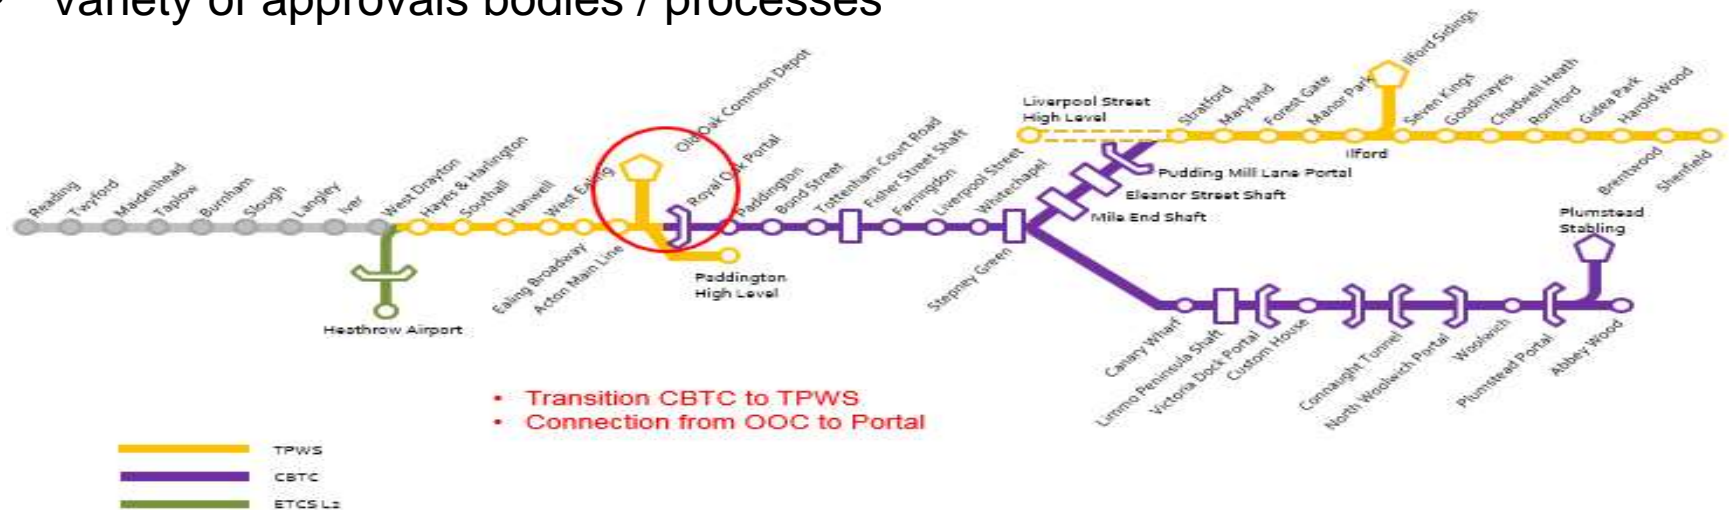 variety of approvals bodies / processes
Reading
Twyford
Maidenhead
Taplow
Burnham
Slough
Langley
Iver
West Drayton
Hayes & Harlington
Southall
Hanwell
West Ealing
Ealing Broadway
Acton Main Line
Old Oak Common Depot
Royal Oak Portal
Paddington
Bond Street
Tottenham Court Road
Fisher Street Shaft
Farringdon
Liverpool Street
Whitechapel
Stepney Green
Heathrow Airport
Paddington
High Level
Liverpool Street
High Level
Stratford
Maryland
Forest Gate
Manor Park
Ilford
Ilford Sidings
Seven Kings
Goodmayes
Chadwell Heath
Romford
Gidea Park
Harold Wood
Brentwood
Shenfield
Pudding Mill Lane Portal
Eleanor Street Shaft
Mile End Shaft
Plumstead
Stabling
Canary Wharf
Limmo Peninsula Shaft
Victoria Dock Portal
Custom House
Connaught Tunnel
North Woolwich Portal
Woolwich
Plumstead Portal
Abbey Wood
• Transition CBTC to TPWS
• Connection from OOC to Portal
TPWS
CBTC
ETCS L2